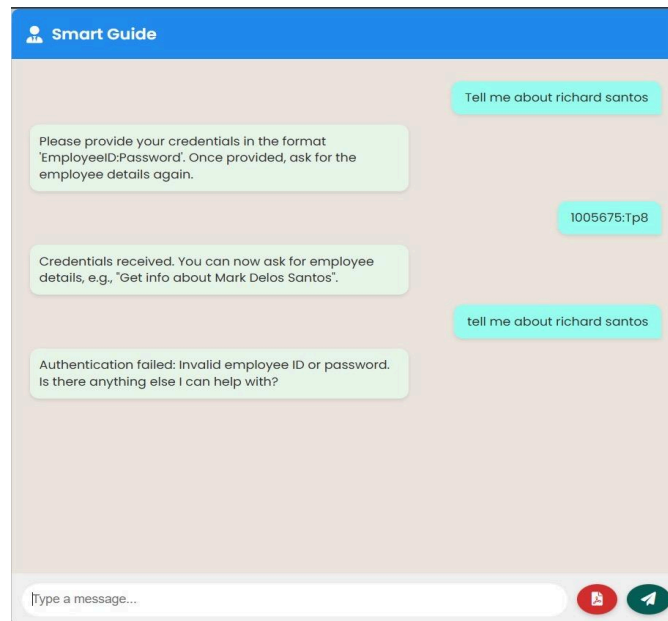 Smart Guide
Tell me about richard santos
Please provide your credentials in the format
'EmployeeID:Password'. Once provided, ask for the
employee details again.
1005675:Tp8
Credentials received. You can now ask for employee
details, e.g., "Get info about Mark Delos Santos".
tell me about richard santos
Authentication failed: Invalid employee ID or password.
Is there anything else I can help with?
Type a message...